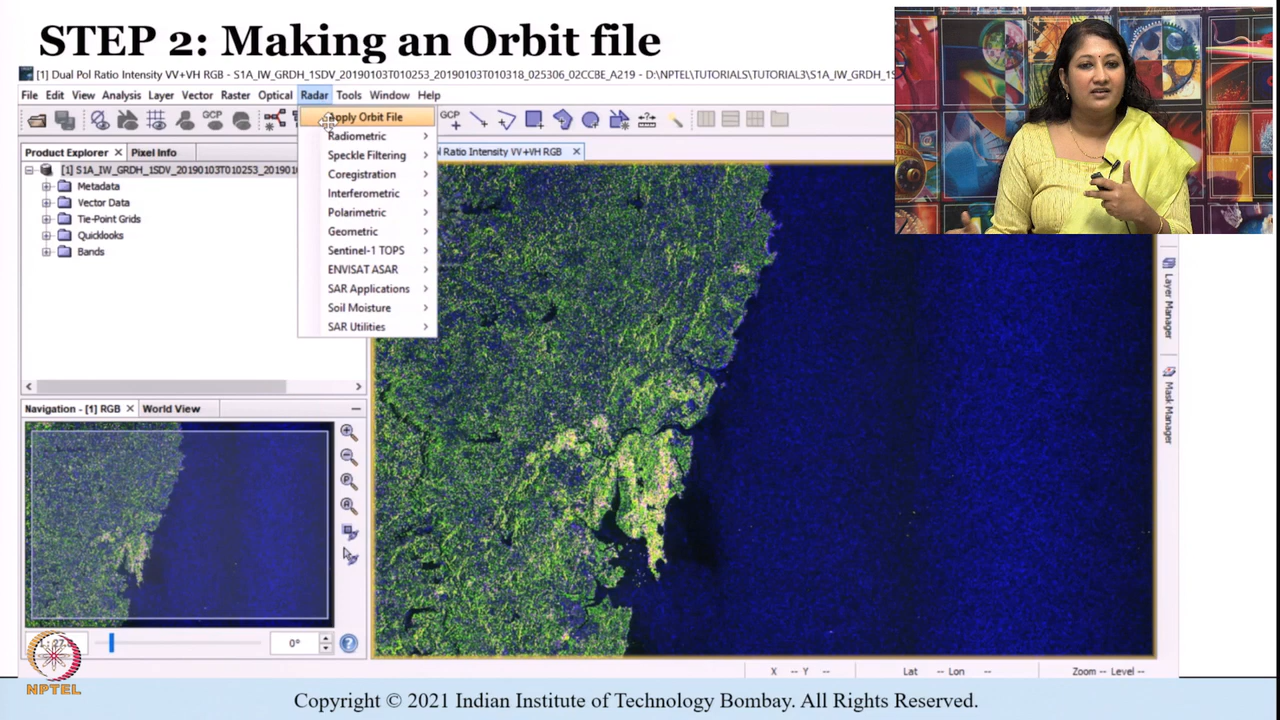 STEP 2: Making an Orbit file
[1] Dual Pol Ratio Intensity VV+VH RGB - S1A_IW_GRDH_1SDV_20190103T010253_20190103T010318_025306_02CCBE_A219 - D:\NPTEL\TUTORIALS\TUTORIAL3\S1A_IW_GRDH_1S
File Edit View Analysis Layer Vector Raster Optical Radar Tools Window Help
GCP
GCP
Apply Orbit File
Radiometric
Speckle Filtering
Coregistration
Interferometric
Polarimetric
Geometric
Sentinel-1 TOPS
ENVISAT ASAR
SAR Applications
Soil Moisture
SAR Utilities
Product Explorer Pixel Info
l Ratio Intensity VV+VH RGB
[1] S1A_IW_GRDH_1SDV_20190103T010253_201901
Metadata
Vector Data
Tie-Point Grids
Quicklooks
Bands
Layer Manager
Mask Manager
Navigation - [1] RGB World View
0°
X -- Y -- Lat -- Lon -- Zoom -- Level --
NPTEL
Copyright © 2021 Indian Institute of Technology Bombay. All Rights Reserved.